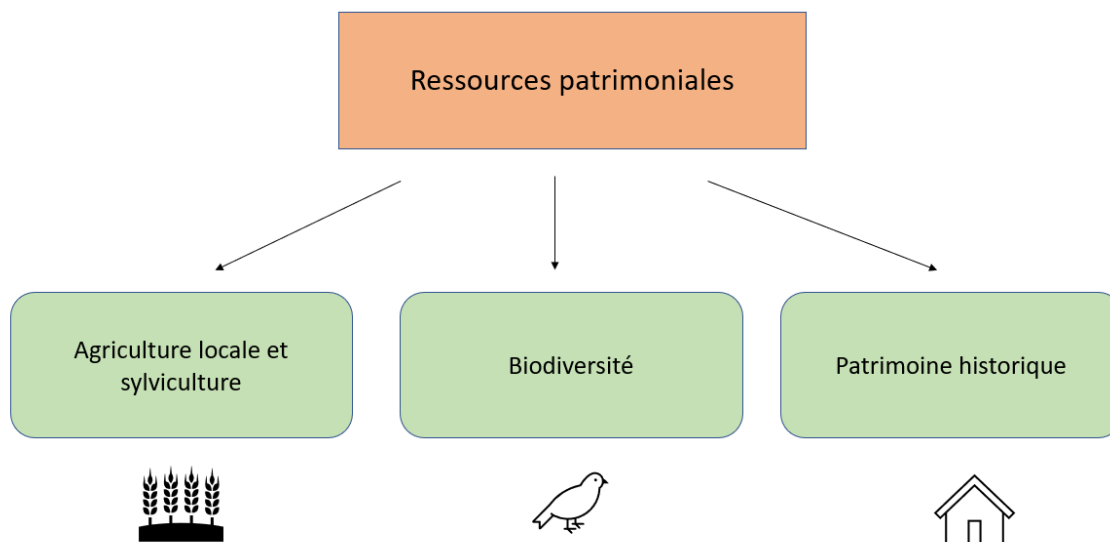 Ressources patrimoniales
Agriculture locale et
sylviculture
Biodiversité
Patrimoine historique